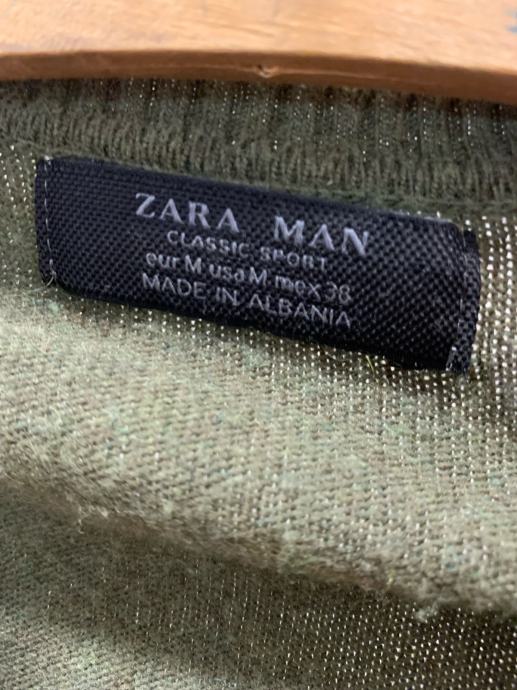 ZARA MAN
CLASSIC SPORT
eur M usa M mex 38
MADE IN ALBANIA